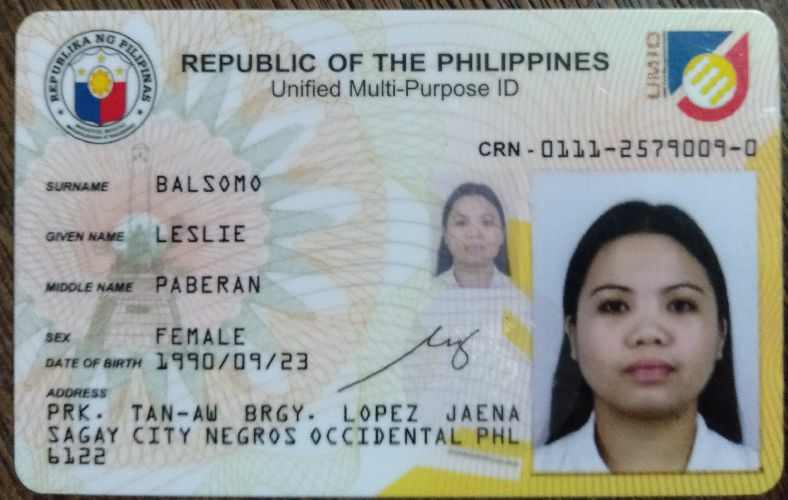 REPUBLIKA NG PILIPINAS
REPUBLIC OF THE PHILIPPINES
Unified Multi-Purpose ID
UMID
CRN - 0111-2579009-0
SURNAME BALSOMO
GIVEN NAME LESLIE
MIDDLE NAME PABERAN
SEX FEMALE
DATE OF BIRTH 1990/09/23
ADDRESS
PRK. TAN-AW BRGY. LOPEZ JAENA
SAGAY CITY NEGROS OCCIDENTAL PHL
6122